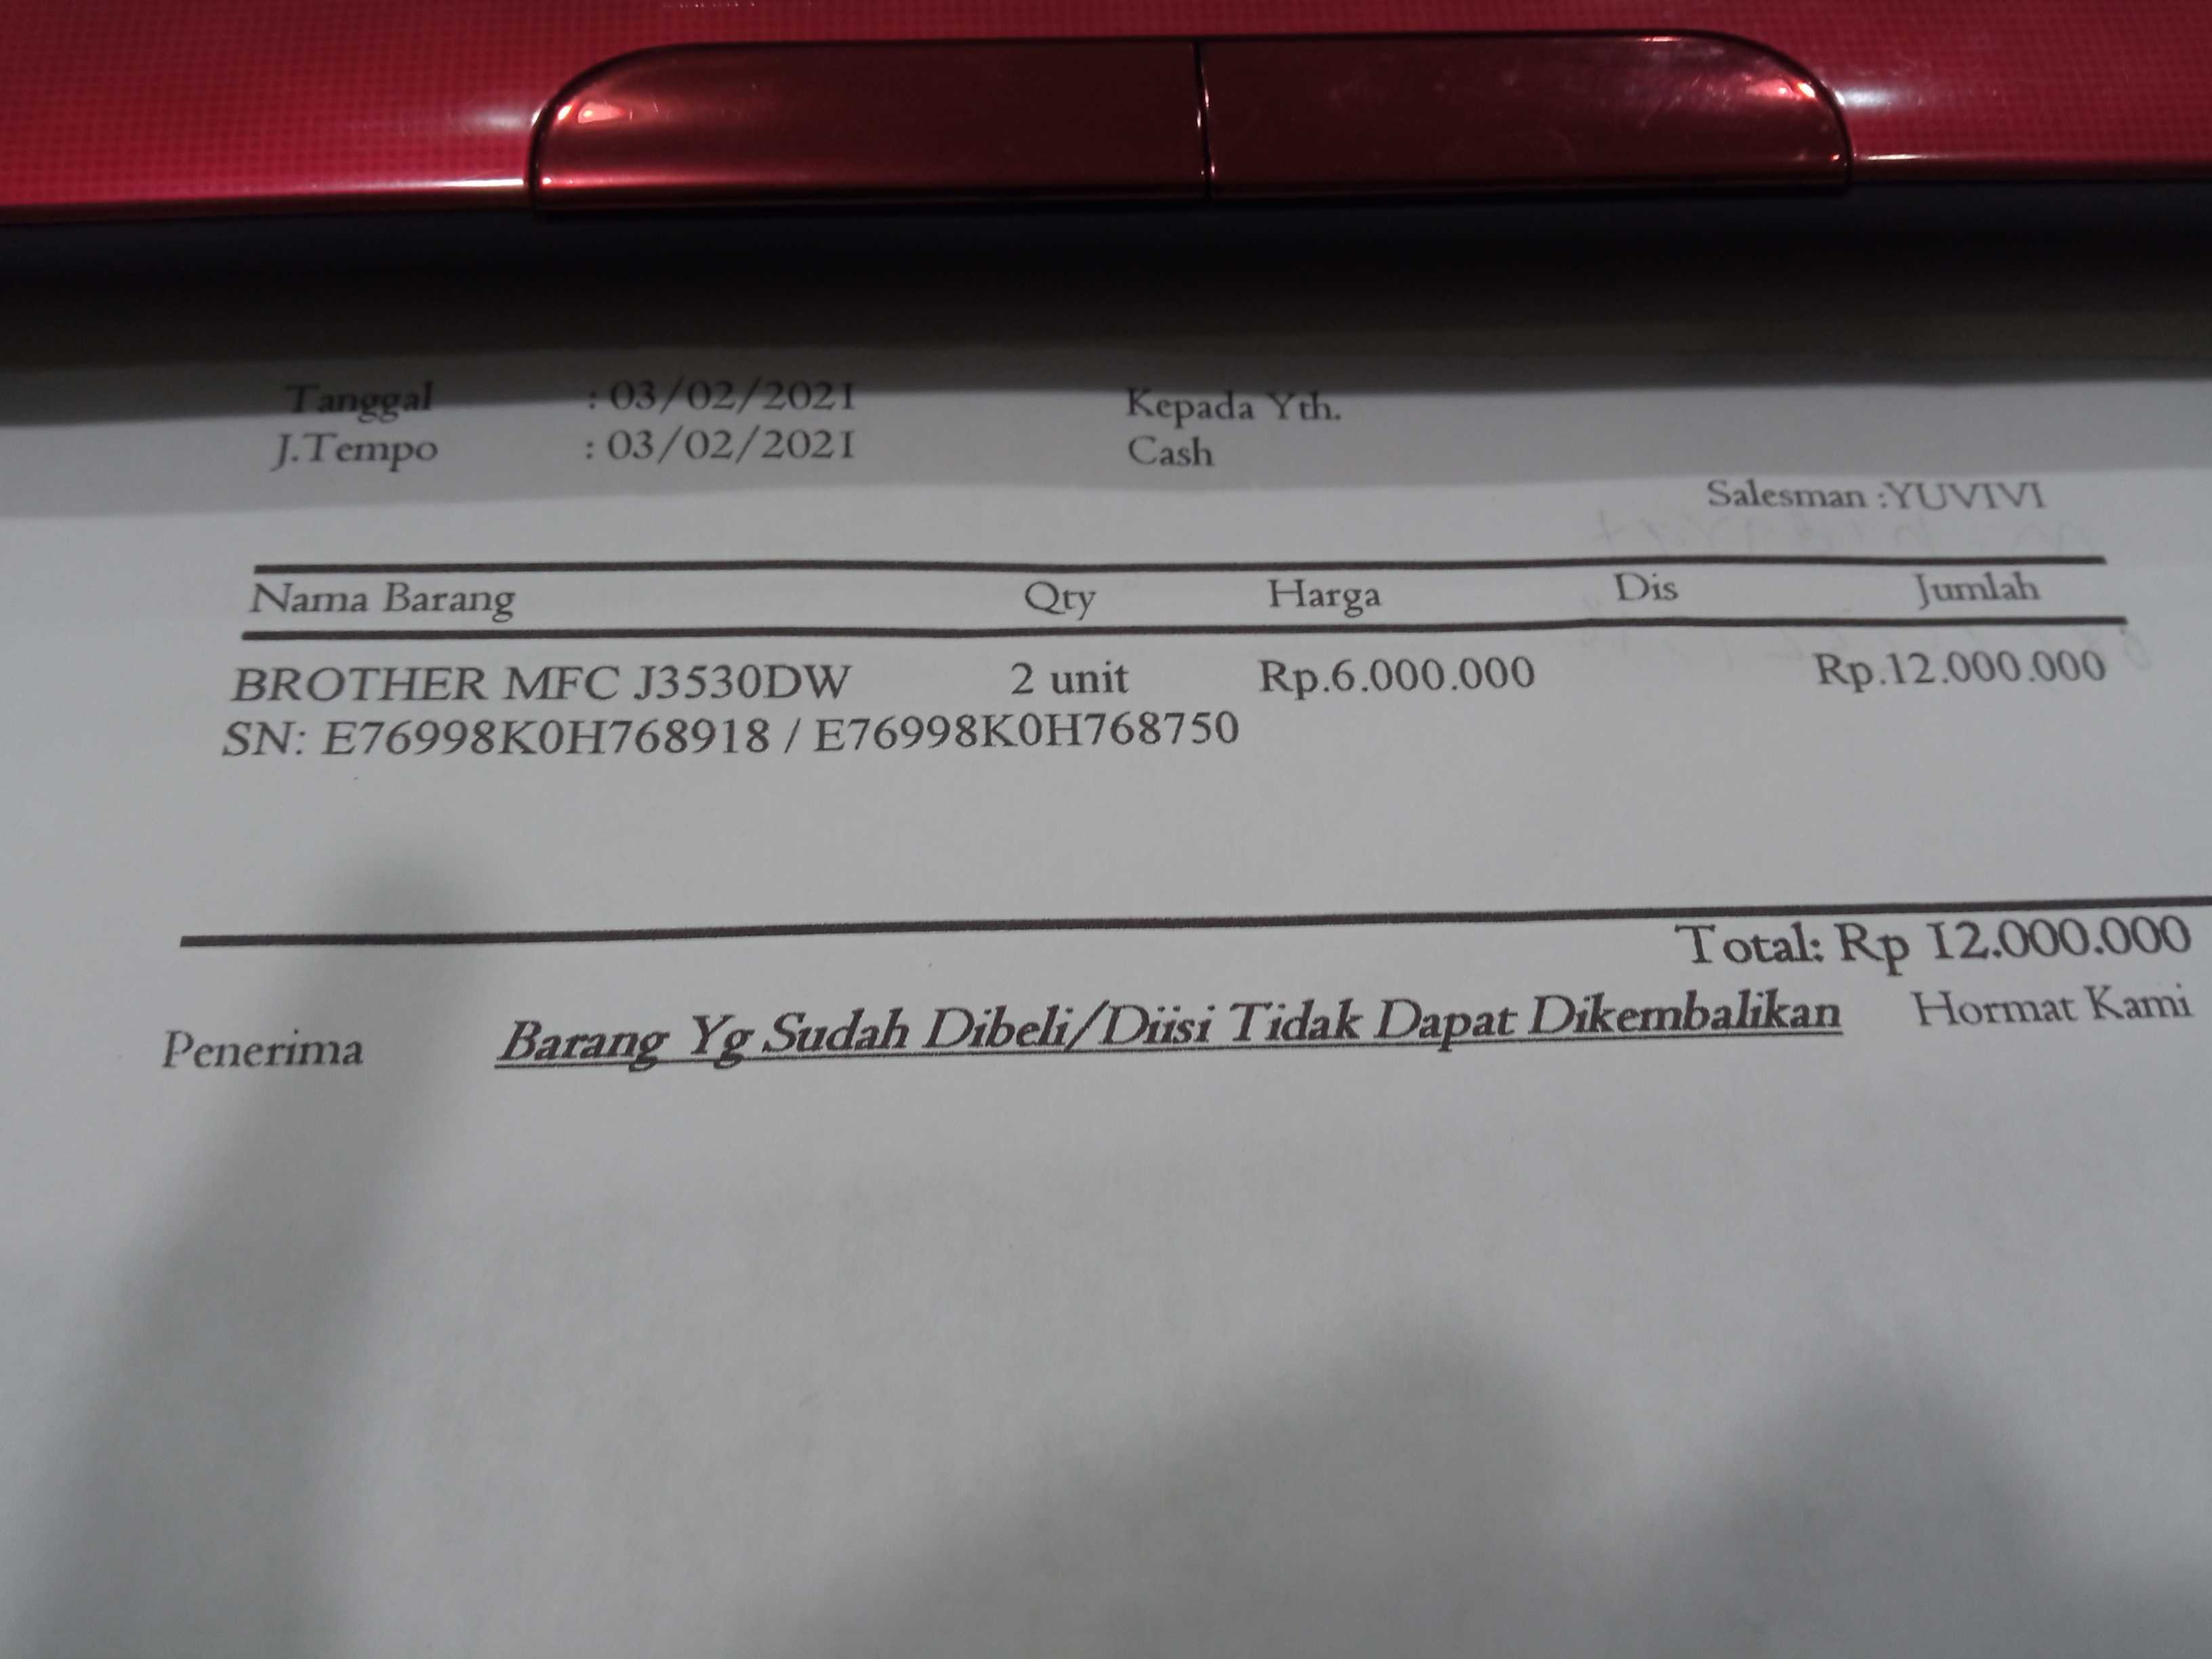 Tanggal : 03/02/2021 Kepada Yth.
J.Tempo : 03/02/2021 Cash
Salesman :YUVIVI
Nama Barang Qty Harga Dis Jumlah
BROTHER MFC J3530DW 2 unit Rp.6.000.000 Rp.12.000.000
SN: E76998K0H768918 / E76998K0H768750
Total: Rp 12.000.000
Penerima Barang Yg Sudah Dibeli/Diisi Tidak Dapat Dikembalikan Hormat Kami